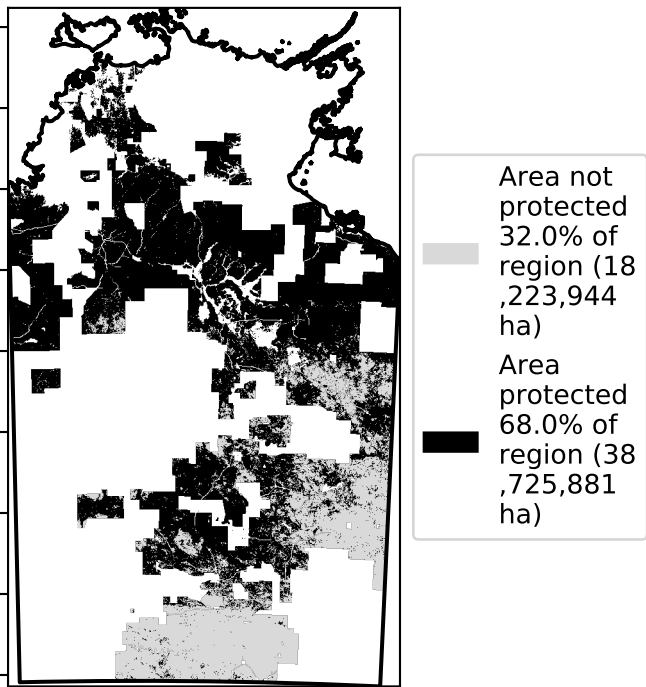 Area not
protected
32.0% of
region (18
,223,944
ha)
Area
protected
68.0% of
region (38
,725,881
ha)